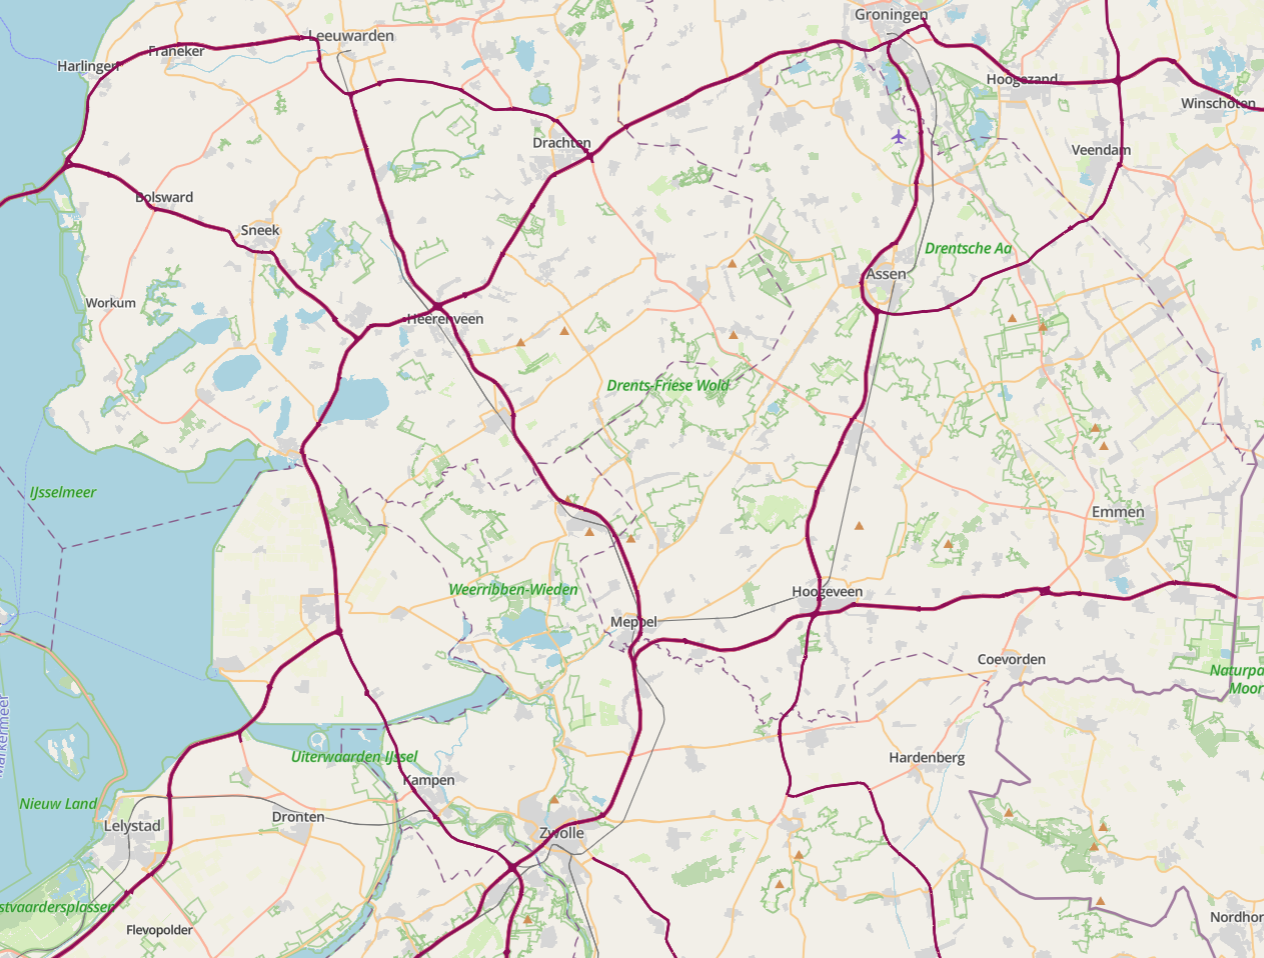 Groningen
Leeuwarden
Franeker
Harlingen
Hoogezand
Winschoten
Drachten
Veendam
Bolsward
Sneek
Drentsche Aa
Assen
Workum
Heerenveen
Drents-Friese Wold
IJsselmeer
Emmen
Weerribben-Wieden
Hoogeveen
Meppel
Coevorden
Naturpa
Moor
Markermeer
Uiterwaarden IJssel
Hardenberg
Kampen
Nieuw Land
Dronten
Lelystad
Zwolle
stvaardersplassen
Nordhor
Flevopolder